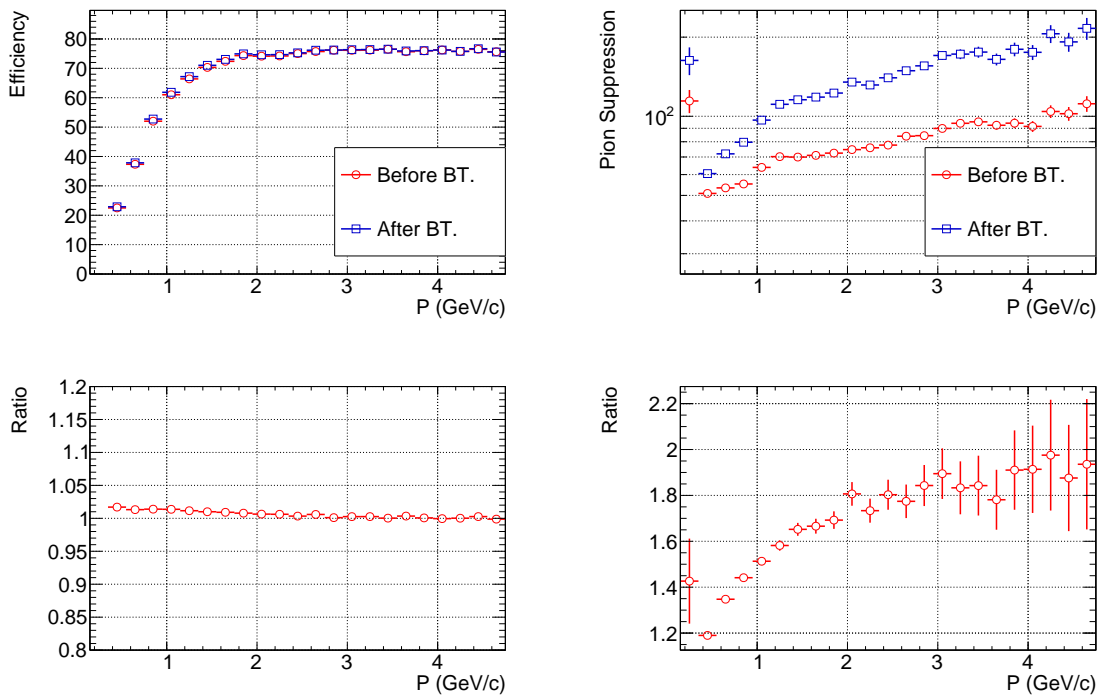 Efficiency
80
70
60
50
40
30
20
10
0
Before BT.
After BT.
1 2 3 4
P (GeV/c)
Pion Suppression
10²
Before BT.
After BT.
1 2 3 4
P (GeV/c)
Ratio
1.2
1.15
1.1
1.05
1
0.95
0.9
0.85
0.8
1 2 3 4
P (GeV/c)
Ratio
2.2
2
1.8
1.6
1.4
1.2
1 2 3 4
P (GeV/c)